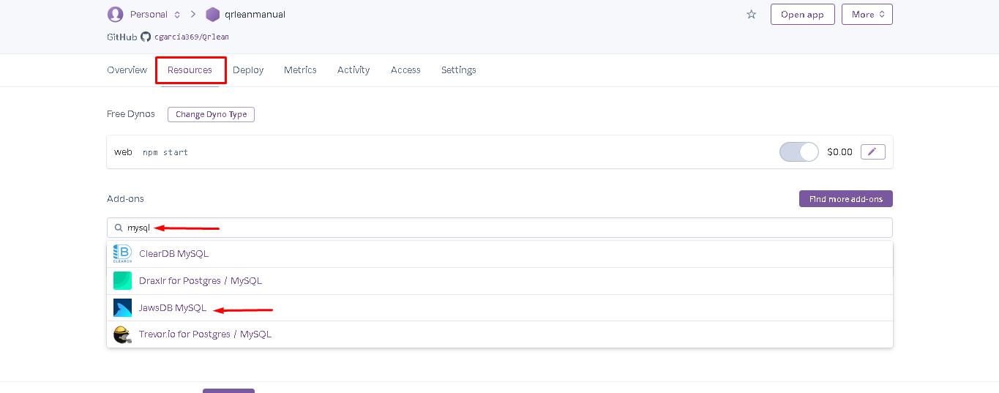 Personal qrleanmanual Open app More
GitHub cgarcia369/Qrlean
Overview Resources Deploy Metrics Activity Access Settings
Free Dynos Change Dyno Type
web npm start $0.00
Add-ons Find more add-ons
mysql
ClearDB MySQL
Draxlr for Postgres / MySQL
JawsDB MySQL
Trevor.io for Postgres / MySQL